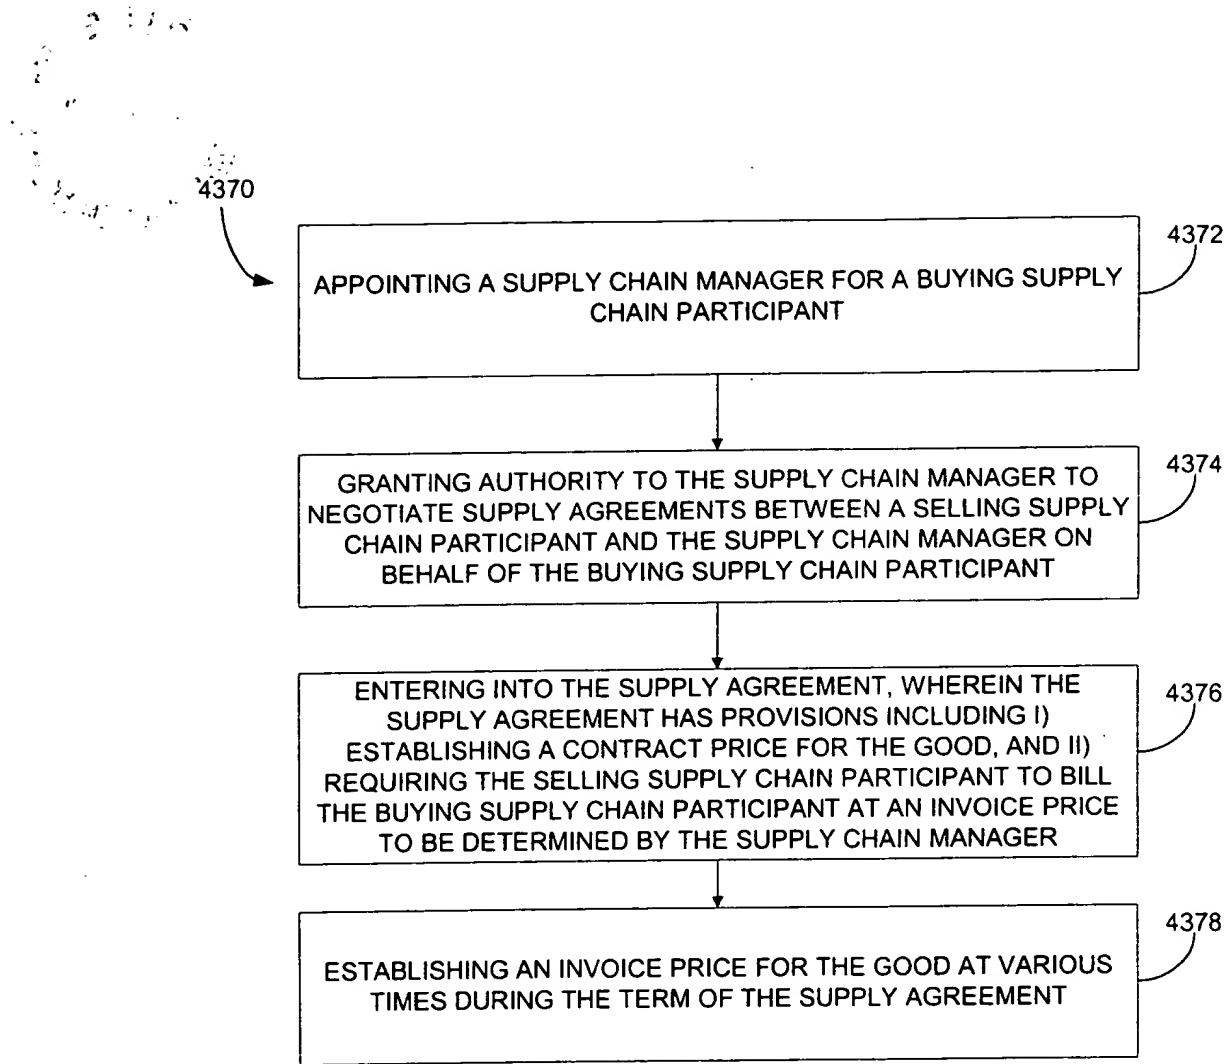 4370
4372
APPOINTING A SUPPLY CHAIN MANAGER FOR A BUYING SUPPLY
CHAIN PARTICIPANT
4374
GRANTING AUTHORITY TO THE SUPPLY CHAIN MANAGER TO
NEGOTIATE SUPPLY AGREEMENTS BETWEEN A SELLING SUPPLY
CHAIN PARTICIPANT AND THE SUPPLY CHAIN MANAGER ON
BEHALF OF THE BUYING SUPPLY CHAIN PARTICIPANT
4376
ENTERING INTO THE SUPPLY AGREEMENT, WHEREIN THE
SUPPLY AGREEMENT HAS PROVISIONS INCLUDING I)
ESTABLISHING A CONTRACT PRICE FOR THE GOOD, AND II)
REQUIRING THE SELLING SUPPLY CHAIN PARTICIPANT TO BILL
THE BUYING SUPPLY CHAIN PARTICIPANT AT AN INVOICE PRICE
TO BE DETERMINED BY THE SUPPLY CHAIN MANAGER
4378
ESTABLISHING AN INVOICE PRICE FOR THE GOOD AT VARIOUS
TIMES DURING THE TERM OF THE SUPPLY AGREEMENT